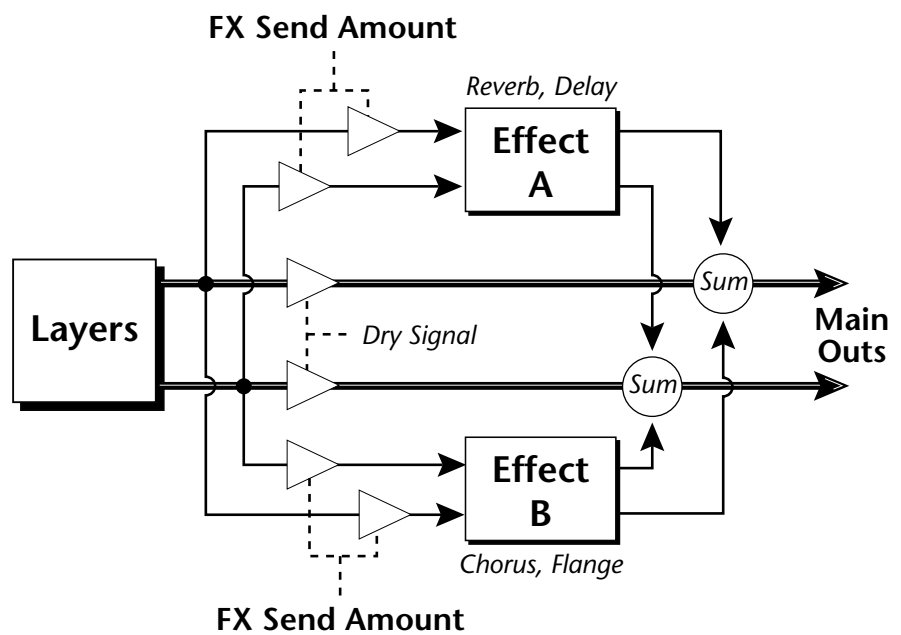 FX Send Amount
Reverb, Delay
Effect
A
Sum
Layers
Dry Signal
Main
Outs
Sum
Effect
B
Chorus, Flange
FX Send Amount